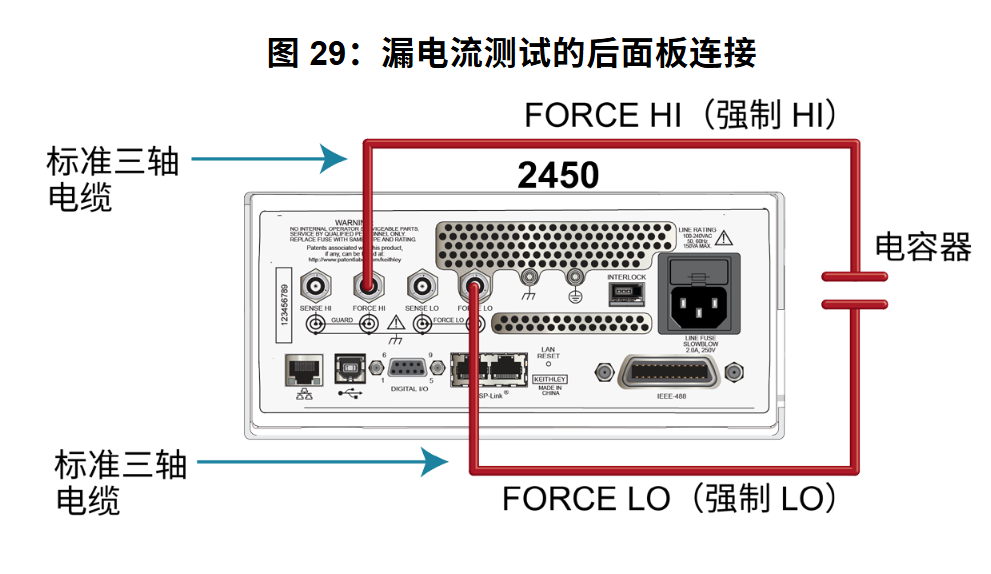 图 29：漏电流测试的后面板连接
FORCE HI（强制 HI）
标准三轴
电缆
2450
WARNIN
NO INTERNAL OPERATOR SERVICEABLE PARTS,
SERVICE BY QUALIFIED PERSONNEL ONLY.
REPLACE FUSE WITH SAME TYPE AND RATING.
Patents associated with this product,
if any, can be found at:
http://www.patentlabel.com/keithley
LINE RATING
100-240VAC
50, 60Hz
150VA MAX.
电容器
INTERLOCK
123456789
SENSE HI
FORCE HI
SENSE LO
FORCE LO
GUARD
FORCE LO
LINE FUSE
SLOWBLOW
2.0A, 250V
LAN
RESET
6 9
1 5
DIGITAL I/O
SP-Link®
KEITHLEY
MADE IN
CHINA
IEEE-488
标准三轴
电缆
FORCE LO（强制 LO）